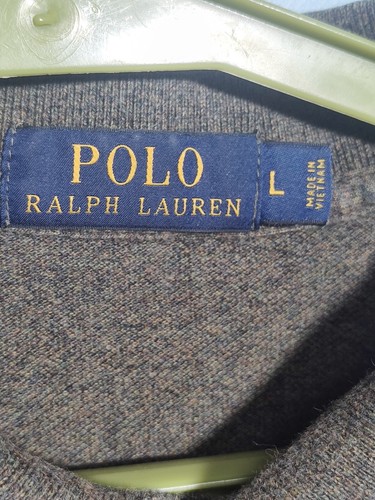 POLO
RALPH LAUREN
L
MADE IN
VIETNAM